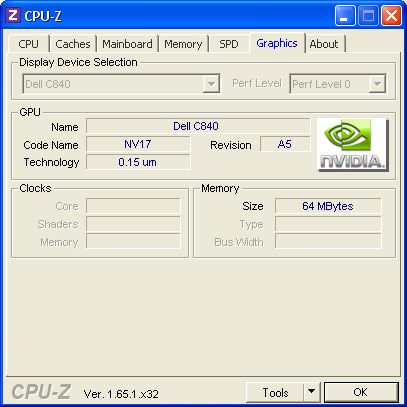 CPU-Z
CPU Caches Mainboard Memory SPD Graphics About
Display Device Selection
Dell C840 Perf Level Perf Level 0
GPU
Name Dell C840
Code Name NV17 Revision A5
Technology 0.15 um
nVIDIA.
Clocks
Core
Shaders
Memory
Memory
Size 64 MBytes
Type
Bus Width
CPU-Z Ver. 1.65.1.x32 Tools OK